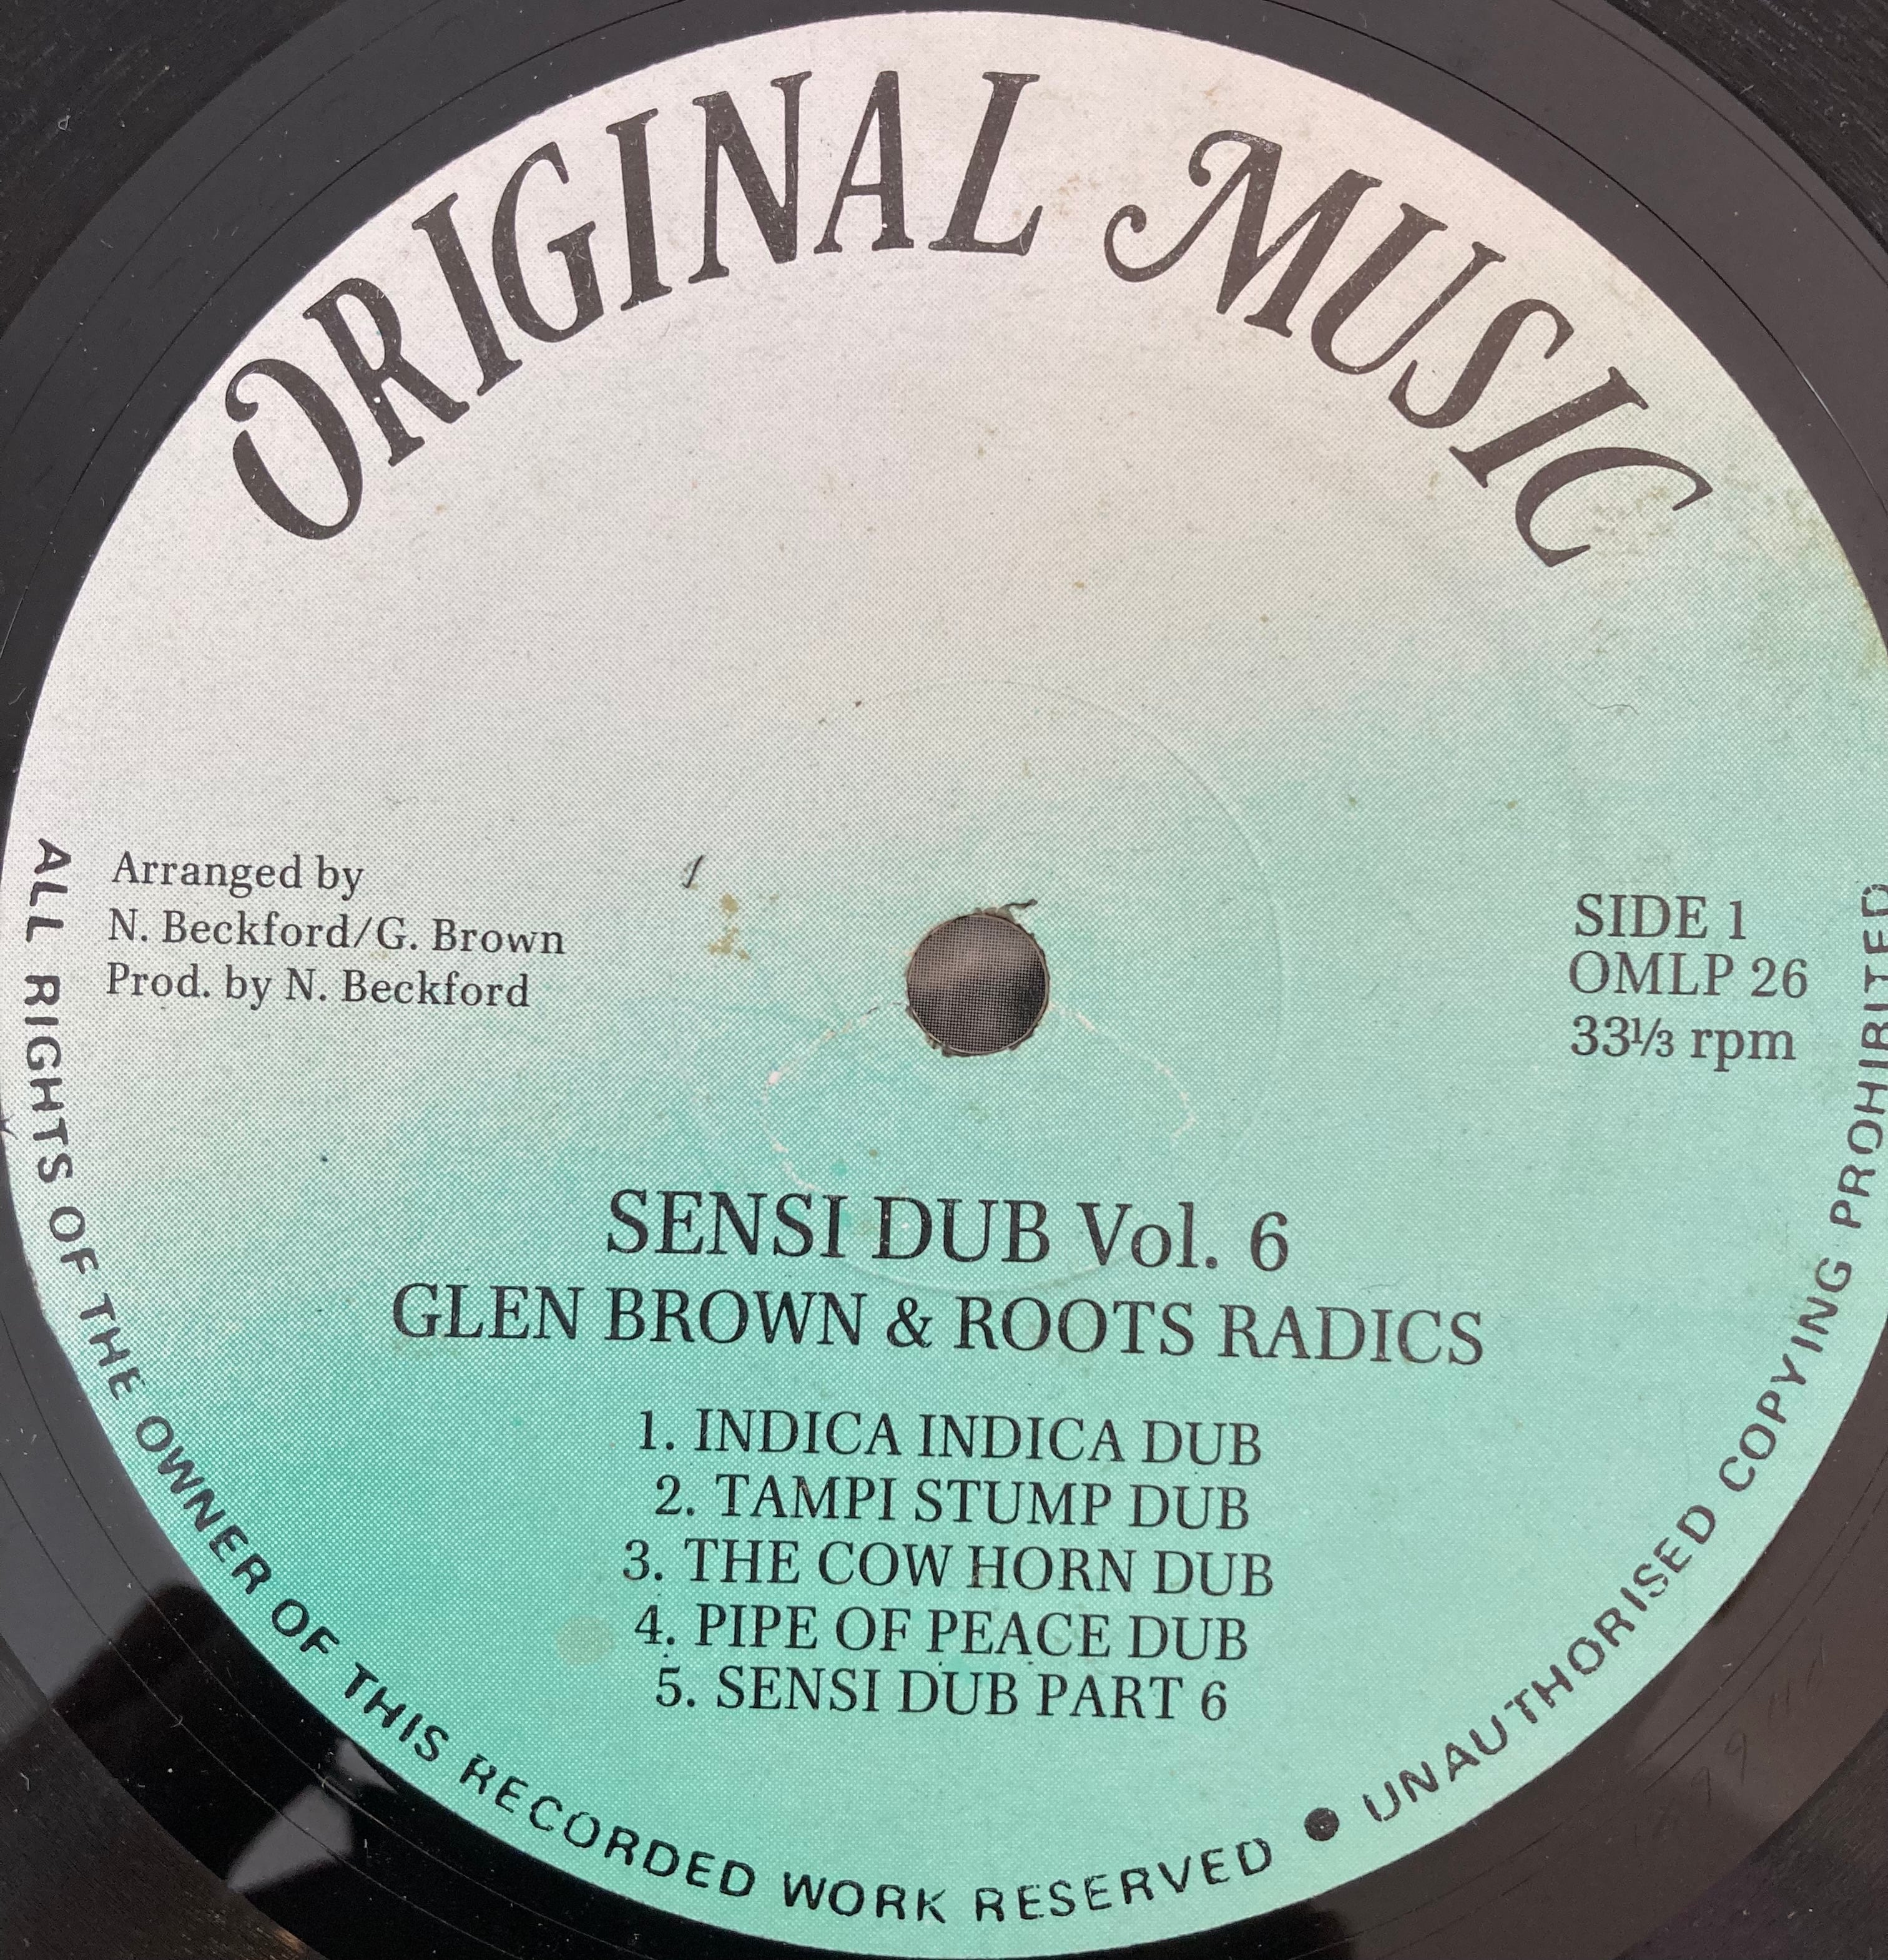 ORIGINAL MUSIC
Arranged by
N. Beckford/G. Brown
Prod. by N. Beckford
SIDE 1
OMLP 26
33⅓ rpm
SENSI DUB Vol. 6
GLEN BROWN & ROOTS RADICS
1. INDICA INDICA DUB
2. TAMPI STUMP DUB
3. THE COW HORN DUB
4. PIPE OF PEACE DUB
5. SENSI DUB PART 6
ALL RIGHTS OF THE OWNER OF THIS RECORDED WORK RESERVED ● UNAUTHORISED COPYING PROHIBITED